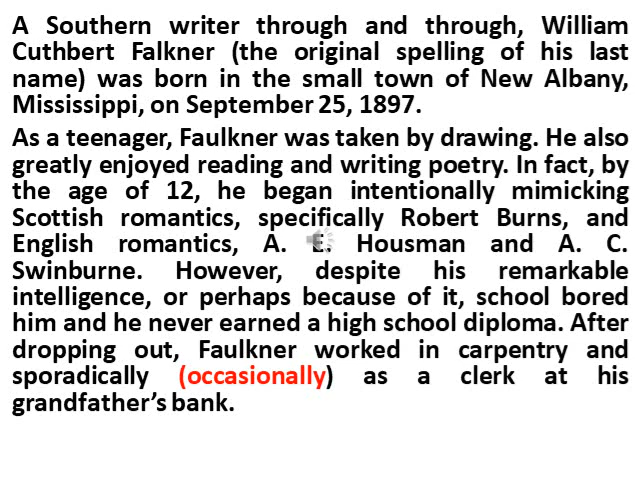 A Southern writer through and through, William
Cuthbert Falkner (the original spelling of his last
name) was born in the small town of New Albany,
Mississippi, on September 25, 1897.
As a teenager, Faulkner was taken by drawing. He also
greatly enjoyed reading and writing poetry. In fact, by
the age of 12, he began intentionally mimicking
Scottish romantics, specifically Robert Burns, and
English romantics, A. E. Housman and A. C.
Swinburne. However, despite his remarkable
intelligence, or perhaps because of it, school bored
him and he never earned a high school diploma. After
dropping out, Faulkner worked in carpentry and
sporadically (occasionally) as a clerk at his
grandfather's bank.